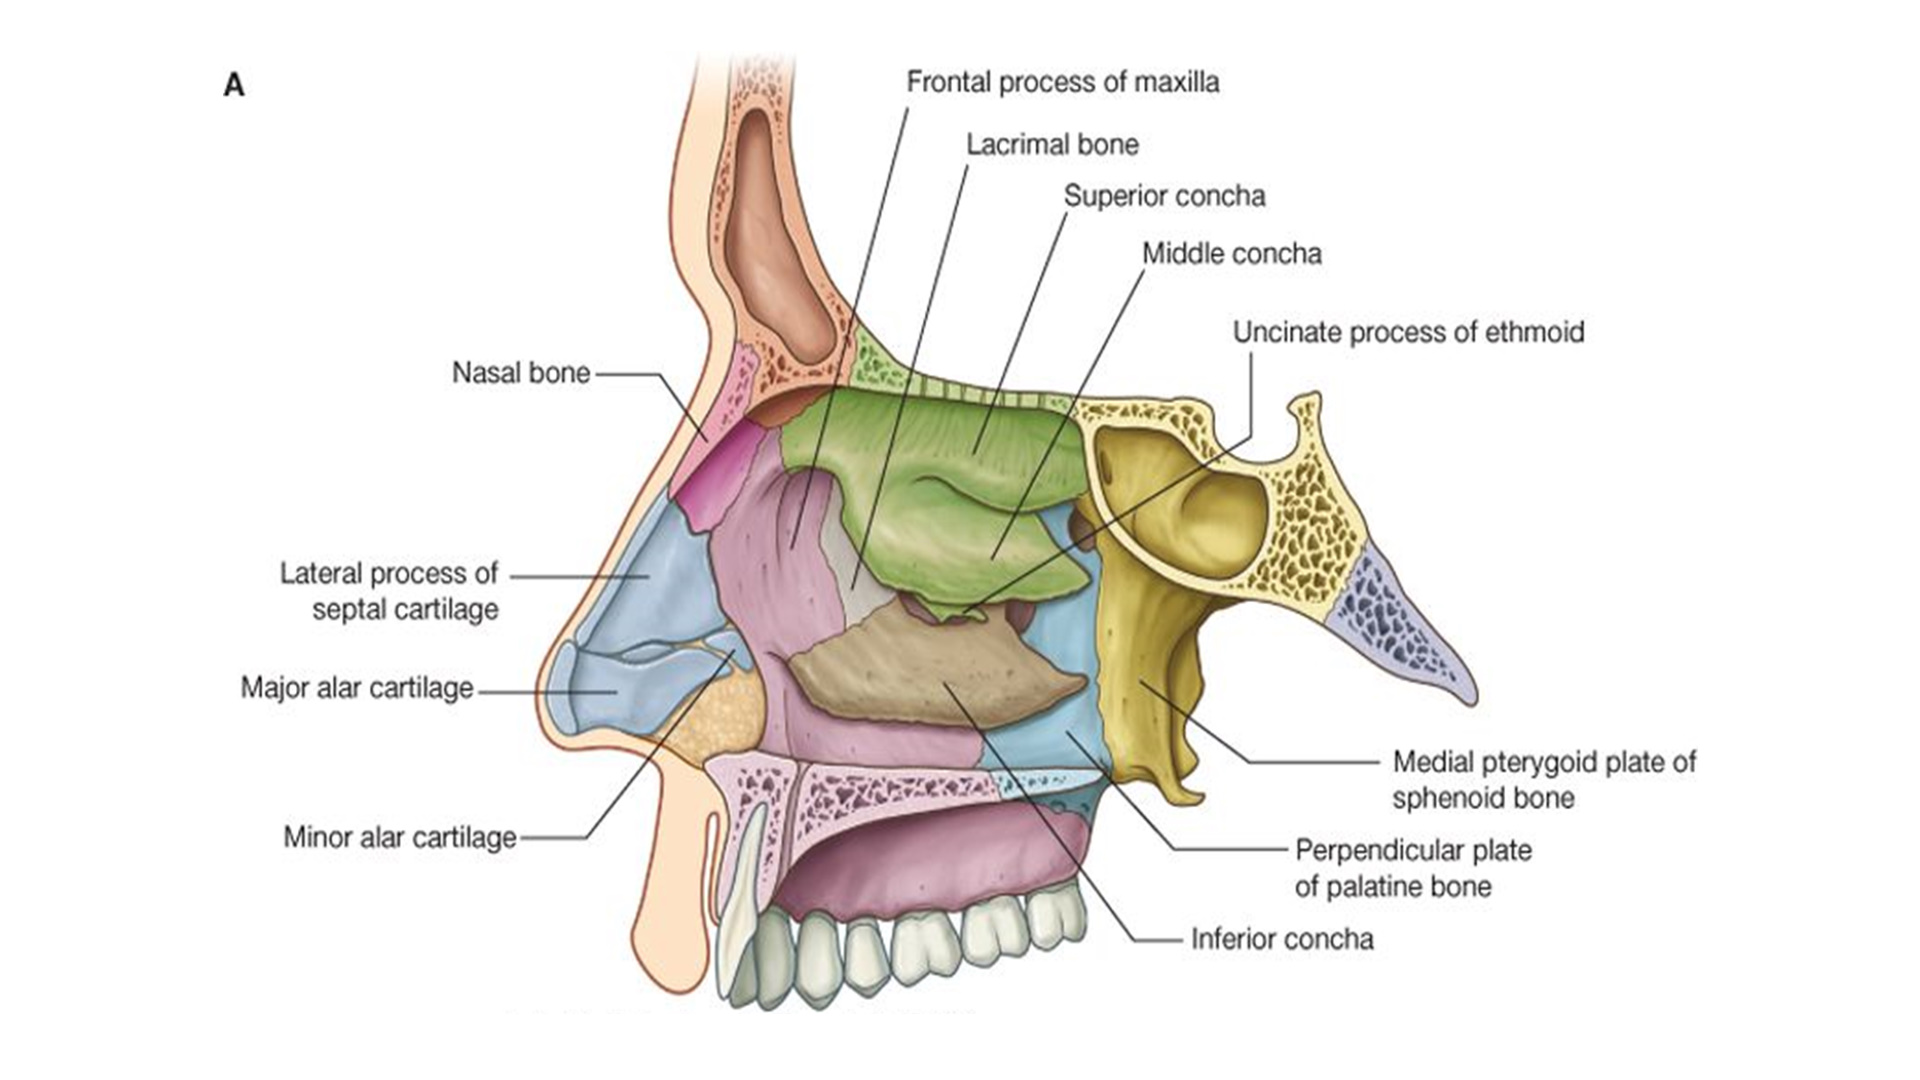 A
Frontal process of maxilla
Lacrimal bone
Superior concha
Middle concha
Uncinate process of ethmoid
Nasal bone
Lateral process of
septal cartilage
Major alar cartilage
Minor alar cartilage
Medial pterygoid plate of
sphenoid bone
Perpendicular plate
of palatine bone
Inferior concha